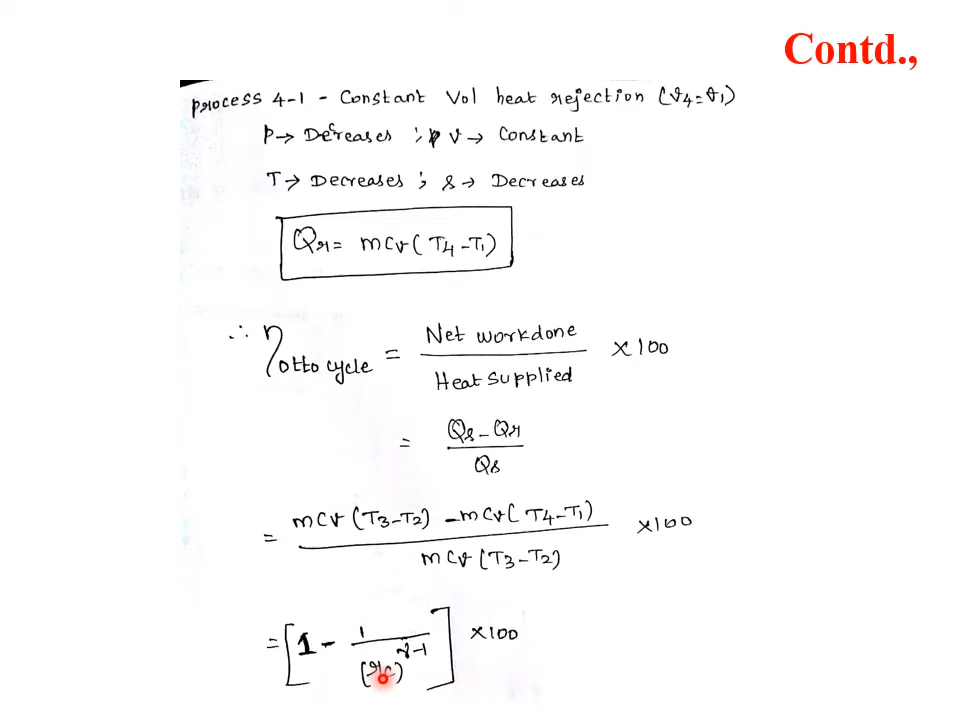 Contd.,
Process 4-1 - Constant Vol heat rejection (v4=v1)
P→ Decreases ; v → Constant
T→ Decreases ; s → Decreases
Qr = mcv(T4-T1)
∴ η otto cycle = Net workdone / Heat supplied ×100
= Qs-Qr / Qs
= mcv(T3-T2) - mcv(T4-T1) / mcv(T3-T2) ×100
= [1 - 1/(rc)^γ-1] ×100